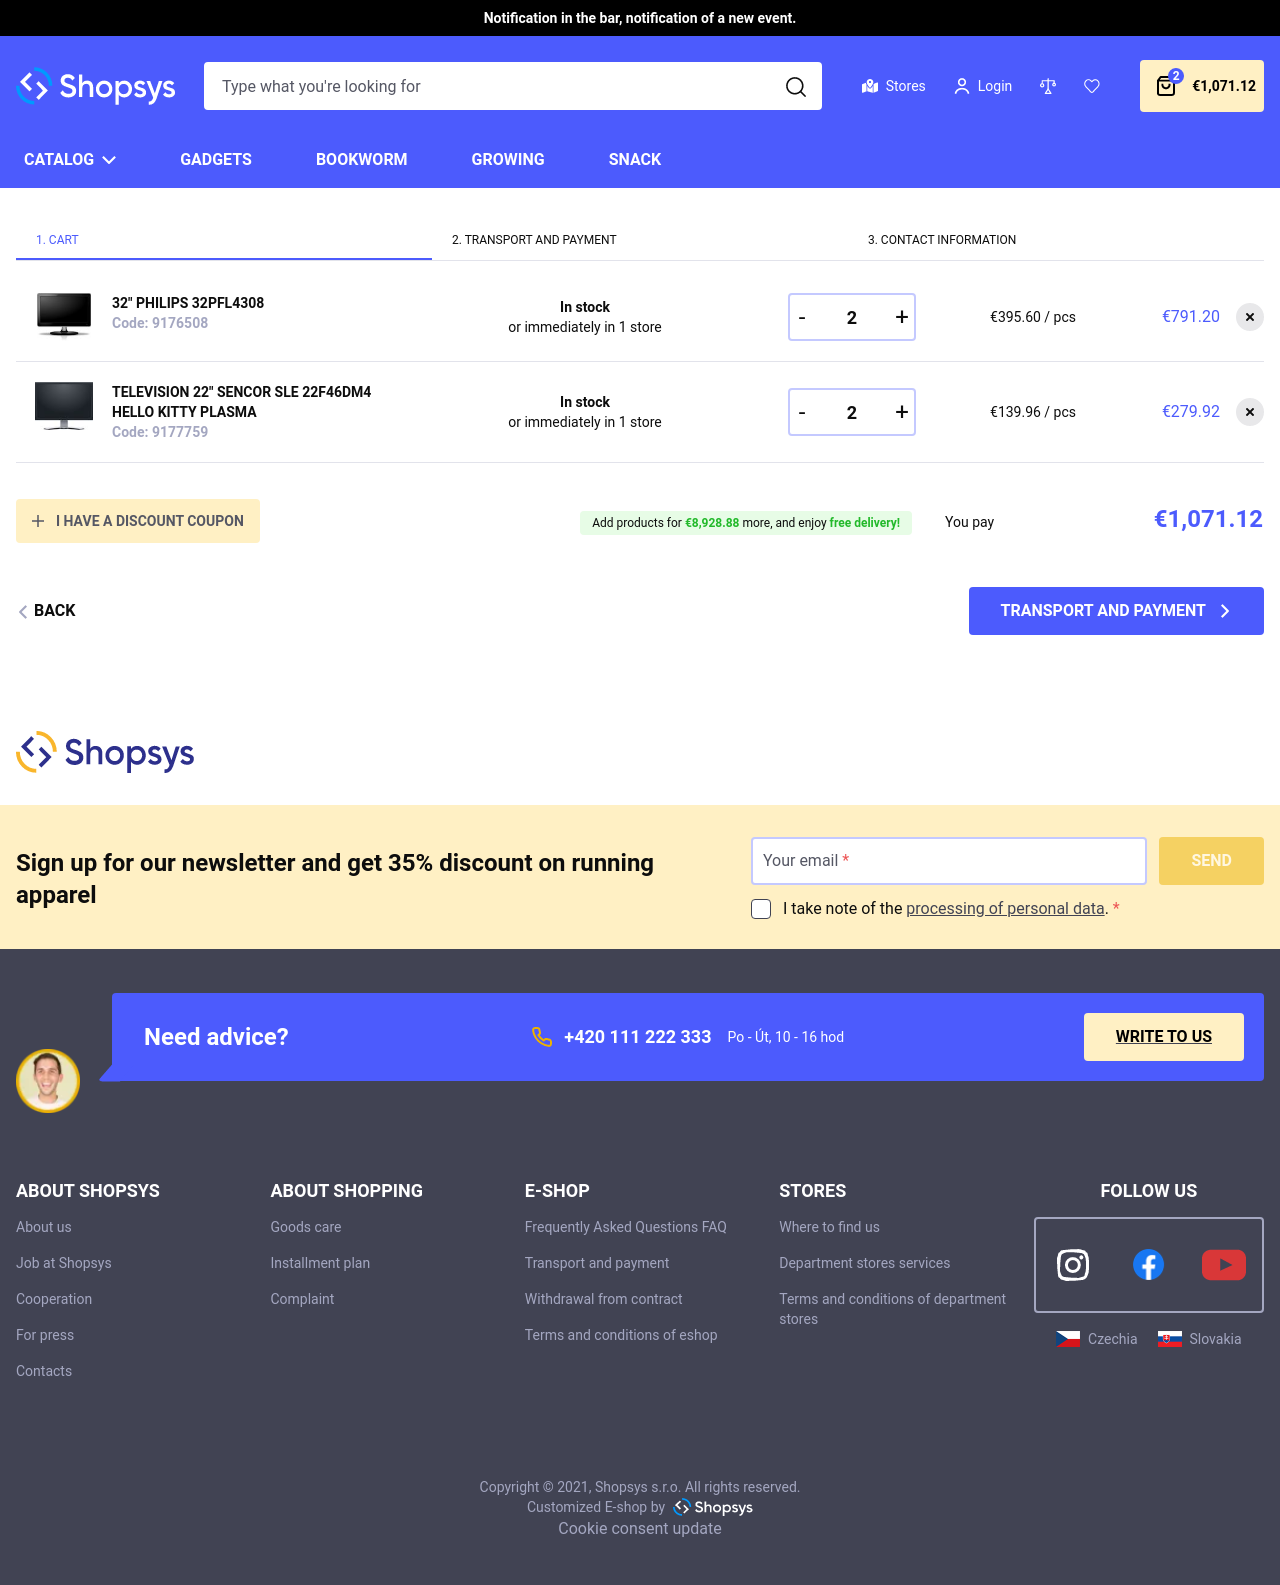 Notification in the bar, notification of a new event.
Shopsys
Type what you're looking for
Stores
Login
2
€1,071.12
CATALOG
GADGETS
BOOKWORM
GROWING
SNACK
1. CART
2. TRANSPORT AND PAYMENT
3. CONTACT INFORMATION
32" PHILIPS 32PFL4308
Code: 9176508
In stock
or immediately in 1 store
- 2 +
€395.60 / pcs
€791.20
TELEVISION 22" SENCOR SLE 22F46DM4
HELLO KITTY PLASMA
Code: 9177759
In stock
or immediately in 1 store
- 2 +
€139.96 / pcs
€279.92
I HAVE A DISCOUNT COUPON
Add products for €8,928.88 more, and enjoy free delivery!
You pay
€1,071.12
BACK
TRANSPORT AND PAYMENT
Shopsys
Sign up for our newsletter and get 35% discount on running
apparel
Your email *
SEND
I take note of the processing of personal data. *
Need advice?
+420 111 222 333
Po - Út, 10 - 16 hod
WRITE TO US
ABOUT SHOPSYS
About us
Job at Shopsys
Cooperation
For press
Contacts
ABOUT SHOPPING
Goods care
Installment plan
Complaint
E-SHOP
Frequently Asked Questions FAQ
Transport and payment
Withdrawal from contract
Terms and conditions of eshop
STORES
Where to find us
Department stores services
Terms and conditions of department
stores
FOLLOW US
Czechia
Slovakia
Copyright © 2021, Shopsys s.r.o. All rights reserved.
Customized E-shop by Shopsys
Cookie consent update